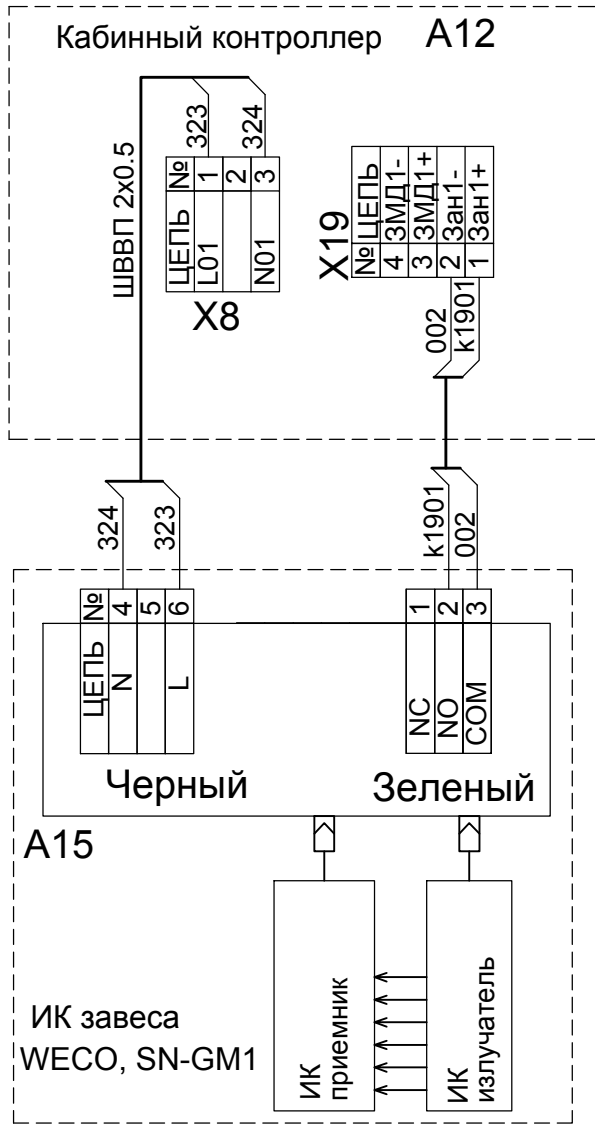 Кабинный контроллер A12
ШВВП 2x0.5
323
324
ЦЕПЬ №
L01 1
2
N01 3
X8
X19
№ ЦЕПЬ
4 ЗМД1-
3 ЗМД1+
2 Зан1-
1 Зан1+
002
k1901
324
323
k1901
002
ЦЕПЬ №
N 4
5
L 6
Черный
NC 1
NO 2
COM 3
Зеленый
A15
ИК завеса
WECO, SN-GM1
ИК
приемник
ИК
излучатель